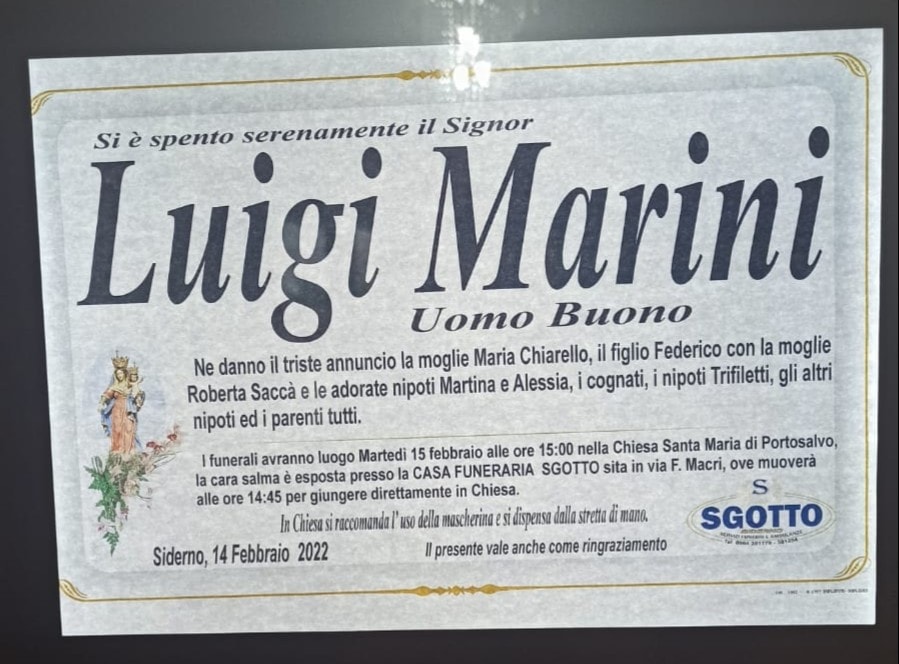 Si è spento serenamente il Signor
Luigi Marini
Uomo Buono
Ne danno il triste annuncio la moglie Maria Chiarello, il figlio Federico con la moglie
Roberta Saccà e le adorate nipoti Martina e Alessia, i cognati, i nipoti Trifiletti, gli altri
nipoti ed i parenti tutti.
I funerali avranno luogo Martedì 15 febbraio alle ore 15:00 nella Chiesa Santa Maria di Portosalvo,
la cara salma è esposta presso la CASA FUNERARIA SGOTTO sita in via F. Macri, ove muoverà
alle ore 14:45 per giungere direttamente in Chiesa.
In Chiesa si raccomanda l' uso della mascherina e si dispensa dalla stretta di mano.
S
SGOTTO
Siderno, 14 Febbraio 2022
Il presente vale anche come ringraziamento